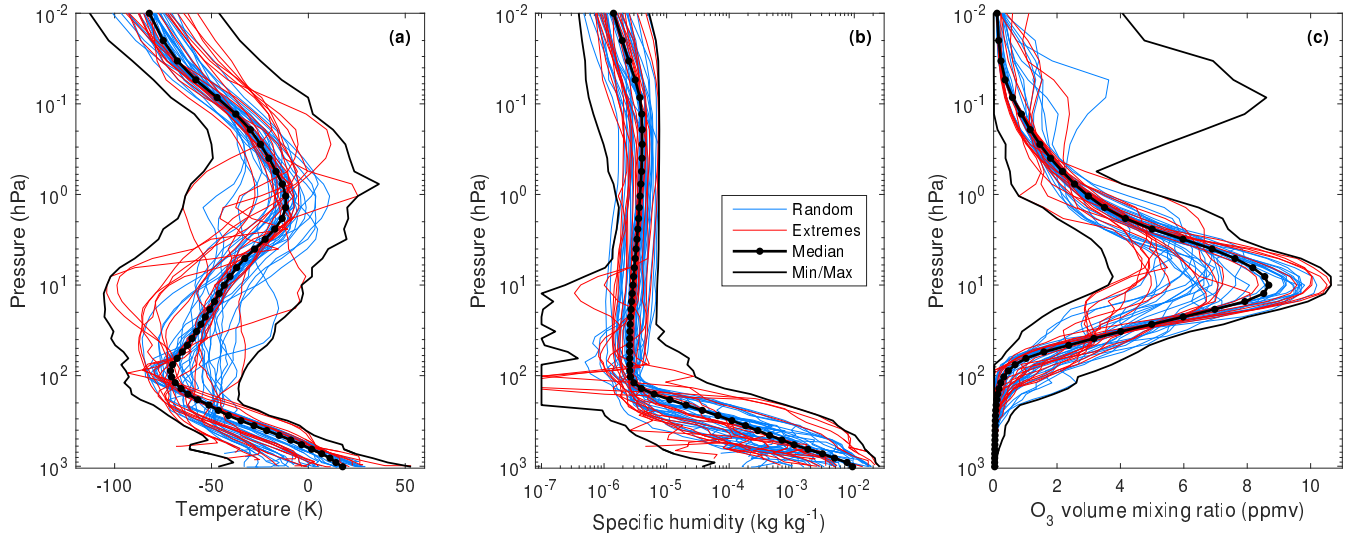 (a)
10^-2
10^-1
10^0
10^1
10^2
10^3
Pressure (hPa)
-100 -50 0 50
Temperature (K)
(b)
10^-2
10^-1
10^0
10^1
10^2
10^3
Pressure (hPa)
Random
Extremes
Median
Min/Max
10^-7 10^-6 10^-5 10^-4 10^-3 10^-2
Specific humidity (kg kg^-1)
(c)
10^-2
10^-1
10^0
10^1
10^2
10^3
Pressure (hPa)
0 2 4 6 8 10
O_3 volume mixing ratio (ppmv)